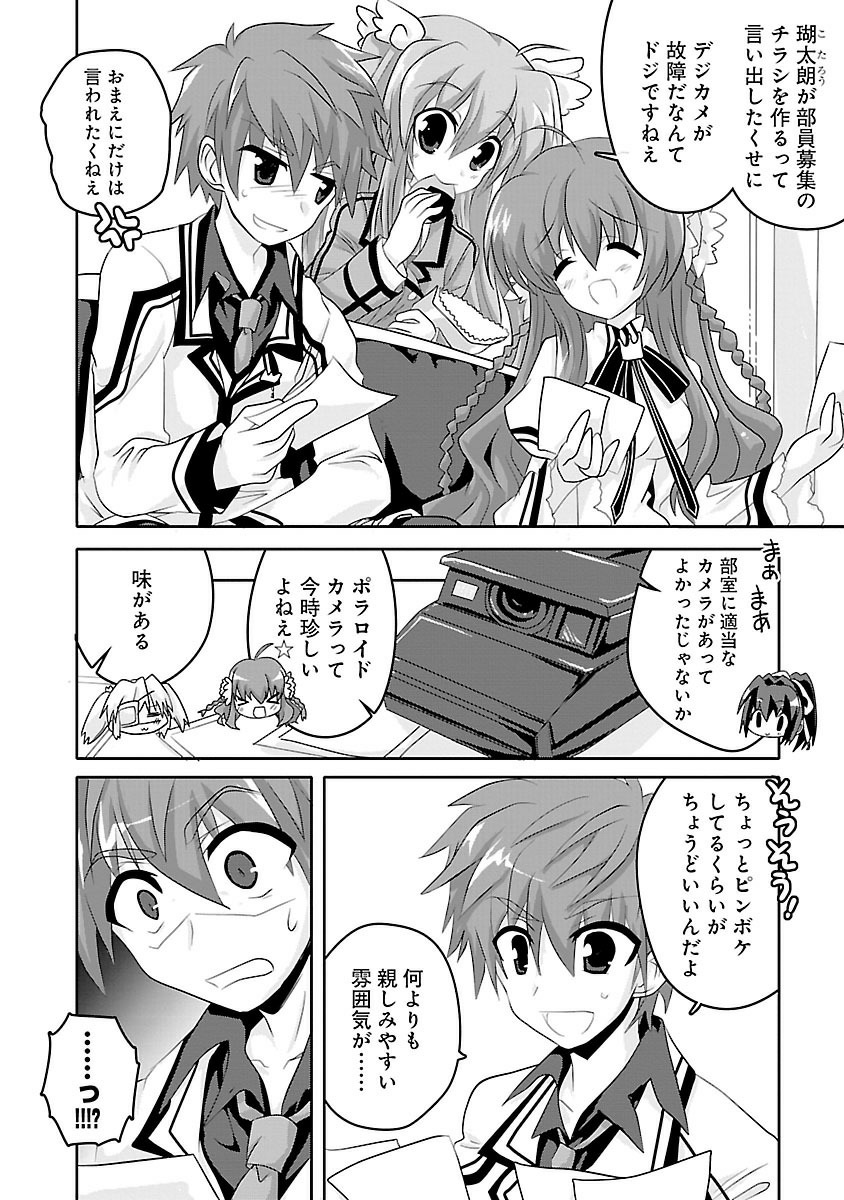 瑚太朗が部員募集の
こたろう
チラシを作るって
言い出したくせに
デジカメが
故障だなんて
ドジですねえ
おまえにだけは
言われたくねえ
まぁまぁ
部室に適当な
カメラがあって
よかったじゃないか
ポラロイド
カメラって
今時珍しい
よねえ☆
味がある
そうそう!
ちょっとピンボケ
してるくらいが
ちょうどいいんだよ
何よりも
親しみやすい
雰囲気が……
……っ
!!!?